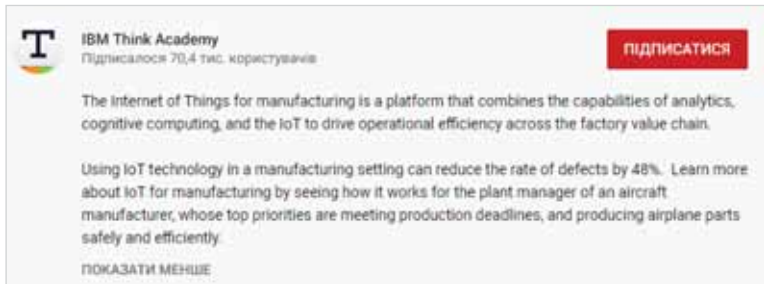 T
IBM Think Academy
Підписалося 70,4 тис. користувачів
ПІДПИСАТИСЯ
The Internet of Things for manufacturing is a platform that combines the capabilities of analytics,
cognitive computing, and the IoT to drive operational efficiency across the factory value chain.
Using IoT technology in a manufacturing setting can reduce the rate of defects by 48%. Learn more
about IoT for manufacturing by seeing how it works for the plant manager of an aircraft
manufacturer, whose top priorities are meeting production deadlines, and producing airplane parts
safely and efficiently.
ПОКАЗАТИ МЕНШЕ